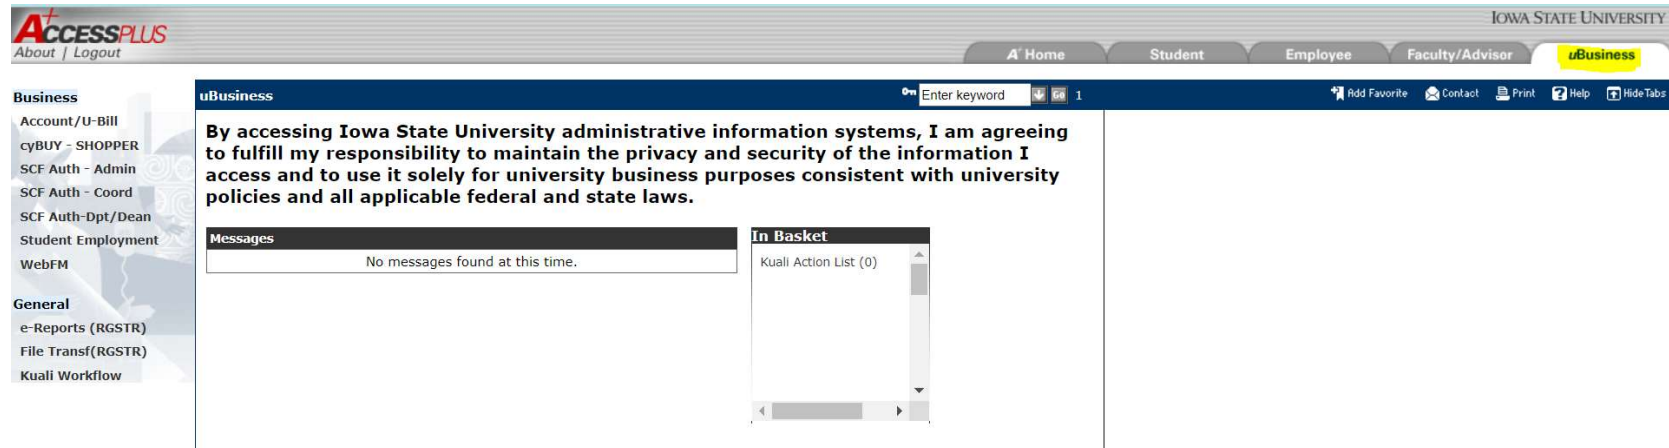 A+ ACCESSPLUS
IOWA STATE UNIVERSITY
About | Logout
A+ Home
Student
Employee
Faculty/Advisor
uBusiness
Business
Account/U-Bill
cyBUY - SHOPPER
SCF Auth - Admin
SCF Auth - Coord
SCF Auth-Dpt/Dean
Student Employment
WebFM
General
e-Reports (RGSTR)
File Transf(RGSTR)
Kuali Workflow
uBusiness
Enter keyword
Go
1
Add Favorite
Contact
Print
? Help
HideTabs
By accessing Iowa State University administrative information systems, I am agreeing
to fulfill my responsibility to maintain the privacy and security of the information I
access and to use it solely for university business purposes consistent with university
policies and all applicable federal and state laws.
Messages
No messages found at this time.
In Basket
Kuali Action List (0)